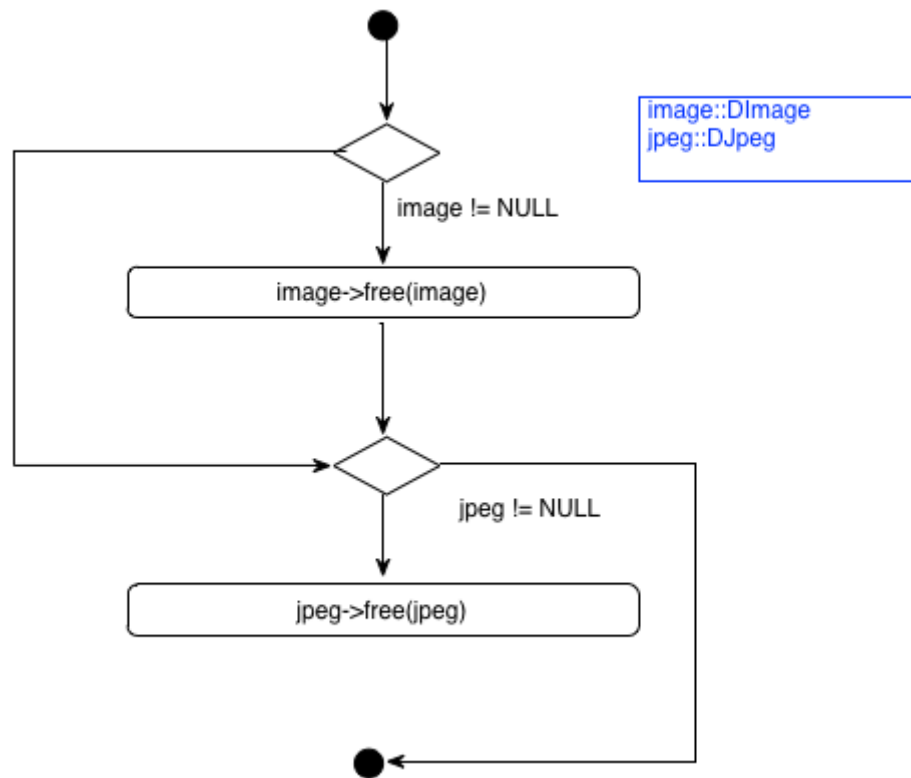 image::DImage
jpeg::DJpeg
image != NULL
image->free(image)
jpeg != NULL
jpeg->free(jpeg)